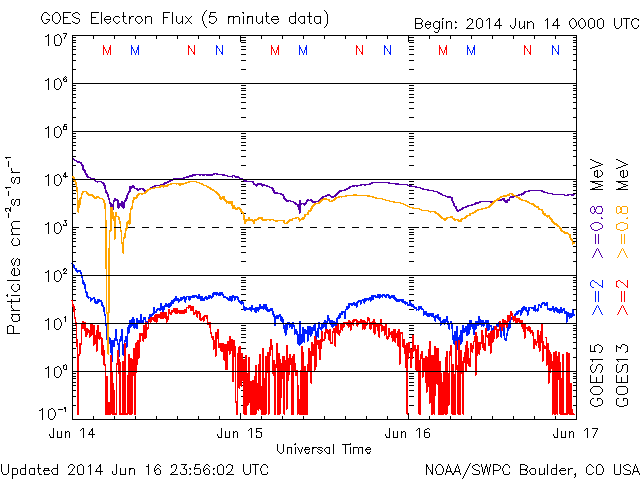 GOES Electron Flux (5 minute data)
Begin: 2014 Jun 14 0000 UTC
M M N N M M N N M M N N
10⁷
10⁶
10⁵
10⁴
10³
10²
10¹
10⁰
10⁻¹
Particles cm⁻²s⁻¹sr⁻¹
Jun 14 Jun 15 Jun 16 Jun 17
Universal Time
GOES15 >=2 >=0.8 MeV
GOES13 >=2 >=0.8 MeV
Updated 2014 Jun 16 23:56:02 UTC
NOAA/SWPC Boulder, CO USA